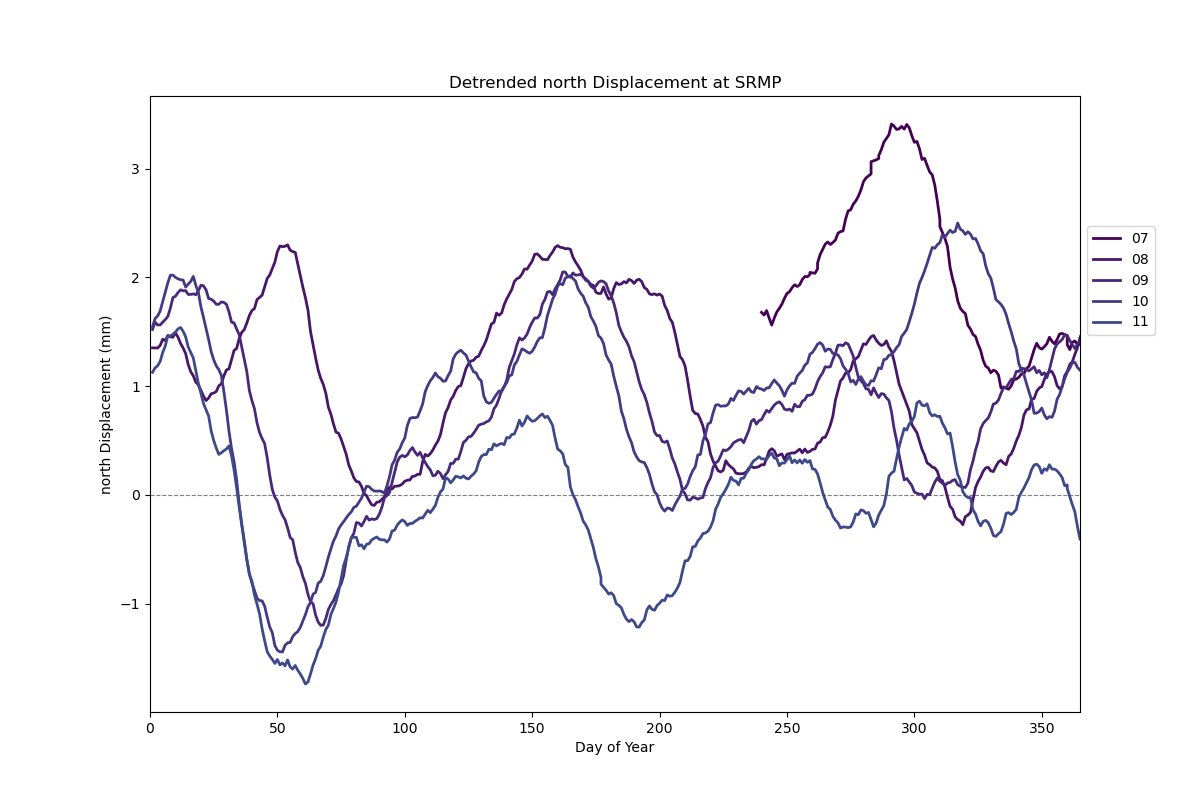 Detrended north Displacement at SRMP
north Displacement (mm)
3
2
1
0
−1
0 50 100 150 200 250 300 350
Day of Year
07
08
09
10
11